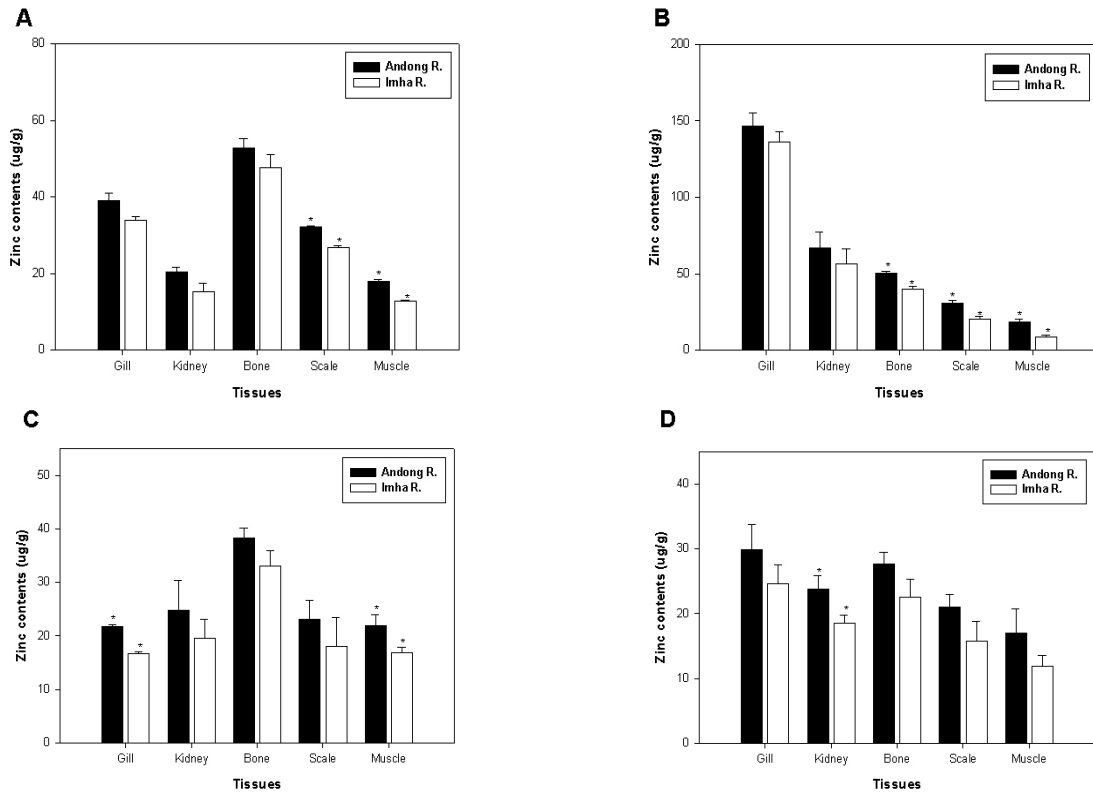 A
Zinc contents (ug/g)
80
60
40
20
0
Andong R.
Imha R.
* * * *
Gill Kidney Bone Scale Muscle
Tissues
B
Zinc contents (ug/g)
200
150
100
50
0
Andong R.
Imha R.
* * * * * *
Gill Kidney Bone Scale Muscle
Tissues
C
Zinc contents (ug/g)
50
40
30
20
10
0
Andong R.
Imha R.
* * * *
Gill Kidney Bone Scale Muscle
Tissues
D
Zinc contents (ug/g)
40
30
20
10
0
Andong R.
Imha R.
* *
Gill Kidney Bone Scale Muscle
Tissues